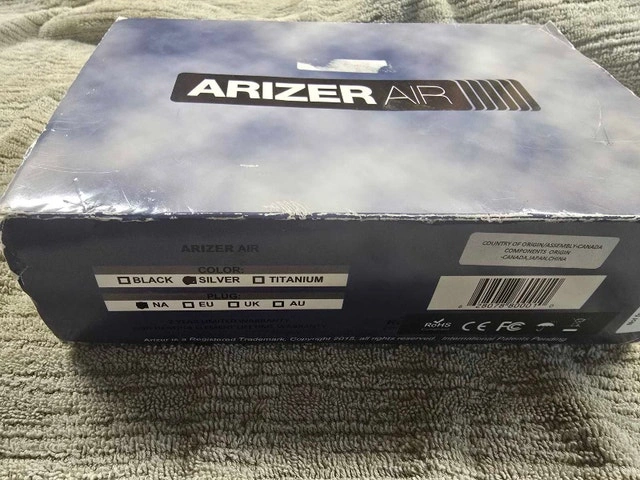 ARIZER AIR
ARIZER AIR
COLOR:
BLACK SILVER TITANIUM
PLUG:
NA EU UK AU
Arizer is a Registered Trademark, Copyright 2015, all rights reserved. International Patents Pending
COUNTRY OF ORIGIN/ASSEMBLY-CANADA
COMPONENTS ORIGIN
-CANADA,JAPAN,CHINA
RoHS CE FC